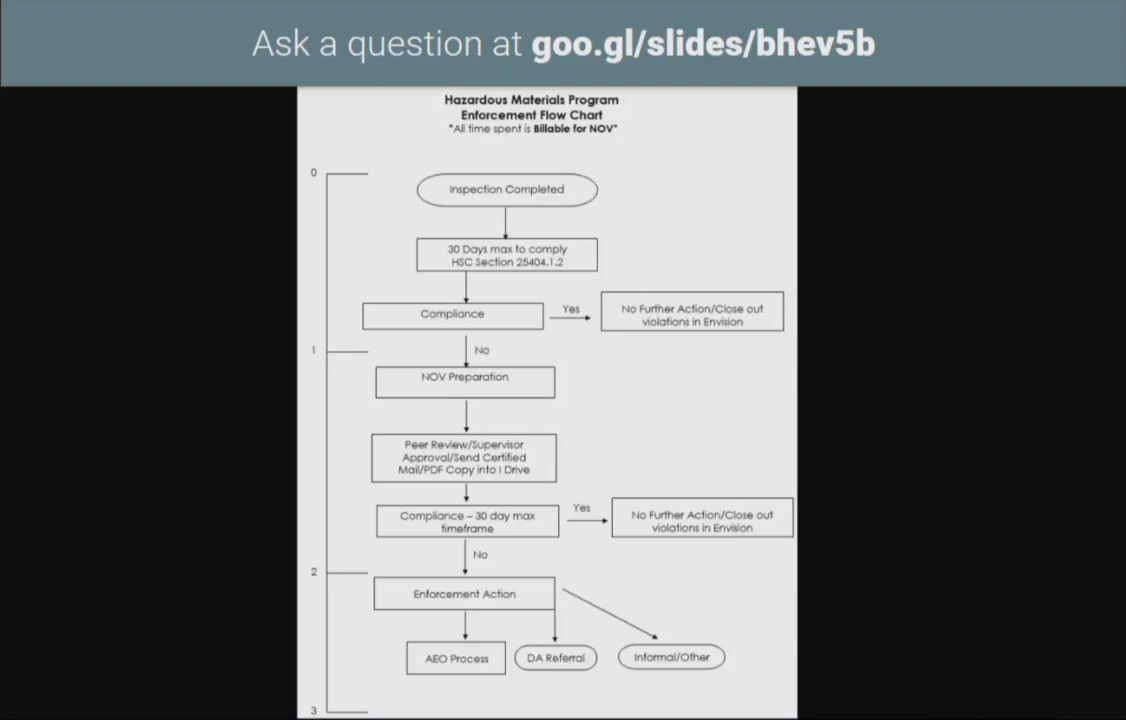 Ask a question at goo.gl/slides/bhev5b
Hazardous Materials Program
Enforcement Flow Chart
"All time spent is Billable for NOV"
0
Inspection Completed
30 Days max to comply
HSC Section 25404.1.2
Compliance
Yes
No Further Action/Close out
violations in Envision
1
No
NOV Preparation
Peer Review/Supervisor
Approval/Send Certified
Mail/PDF Copy into I Drive
Compliance – 30 day max
timeframe
Yes
No Further Action/Close out
violations in Envision
No
2
Enforcement Action
AEO Process
DA Referral
Informal/Other
3